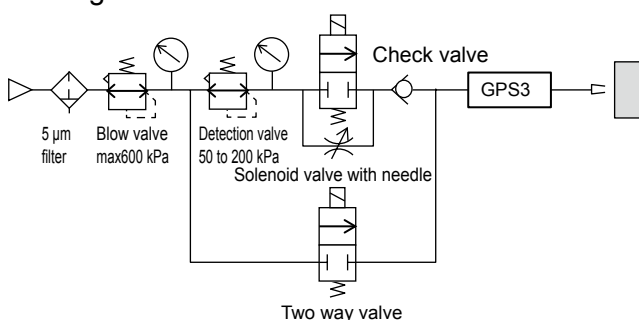 Check valve
GPS3
5 µm
filter
Blow valve
max600 kPa
Detection valve
50 to 200 kPa
Solenoid valve with needle
Two way valve